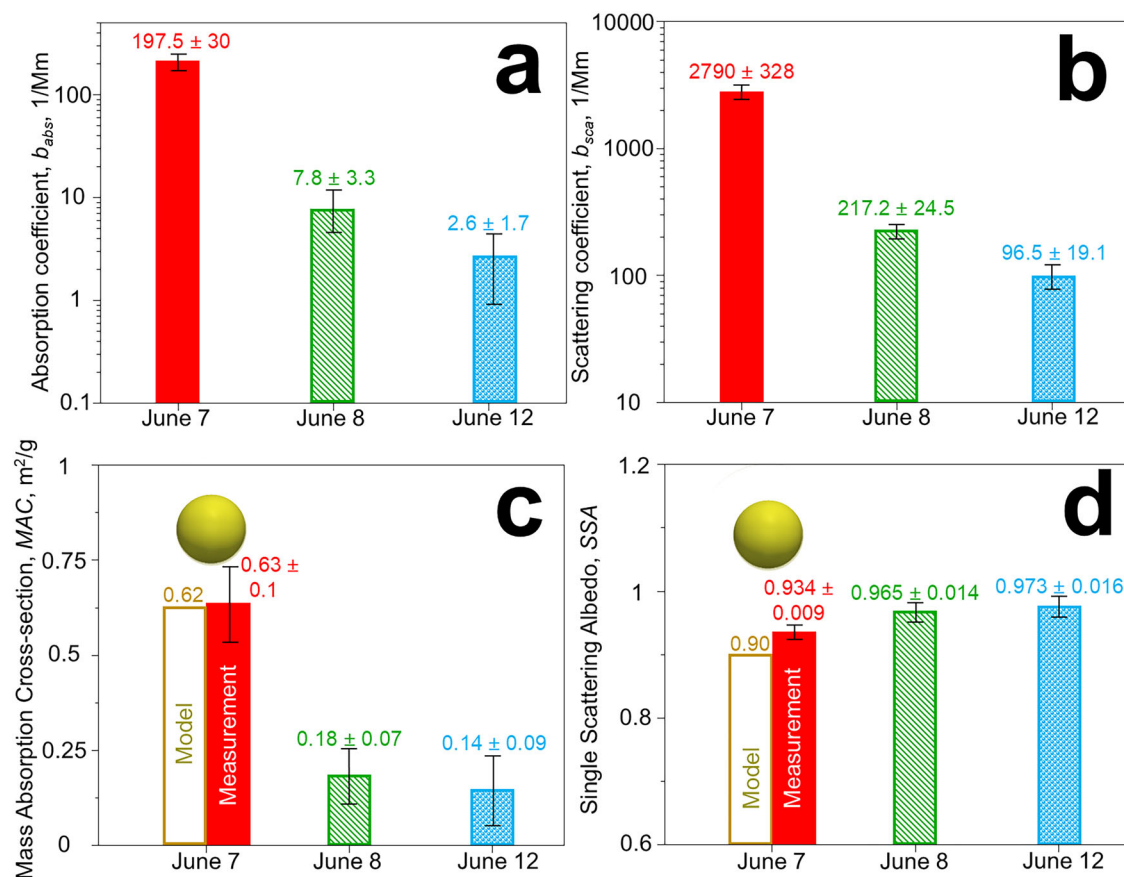 a
Absorption coefficient, b_abs, 1/Mm
100
10
1
0.1
197.5 ± 30
7.8 ± 3.3
2.6 ± 1.7
June 7
June 8
June 12
b
Scattering coefficient, b_sca, 1/Mm
10000
1000
100
10
2790 ± 328
217.2 ± 24.5
96.5 ± 19.1
June 7
June 8
June 12
c
Mass Absorption Cross-section, MAC, m²/g
1
0.75
0.5
0.25
0
0.62
0.63 ±
0.1
Model
Measurement
0.18 ± 0.07
0.14 ± 0.09
June 7
June 8
June 12
d
Single Scattering Albedo, SSA
1.2
1
0.8
0.6
0.90
0.934 ±
0.009
Model
Measurement
0.965 ± 0.014
0.973 ± 0.016
June 7
June 8
June 12